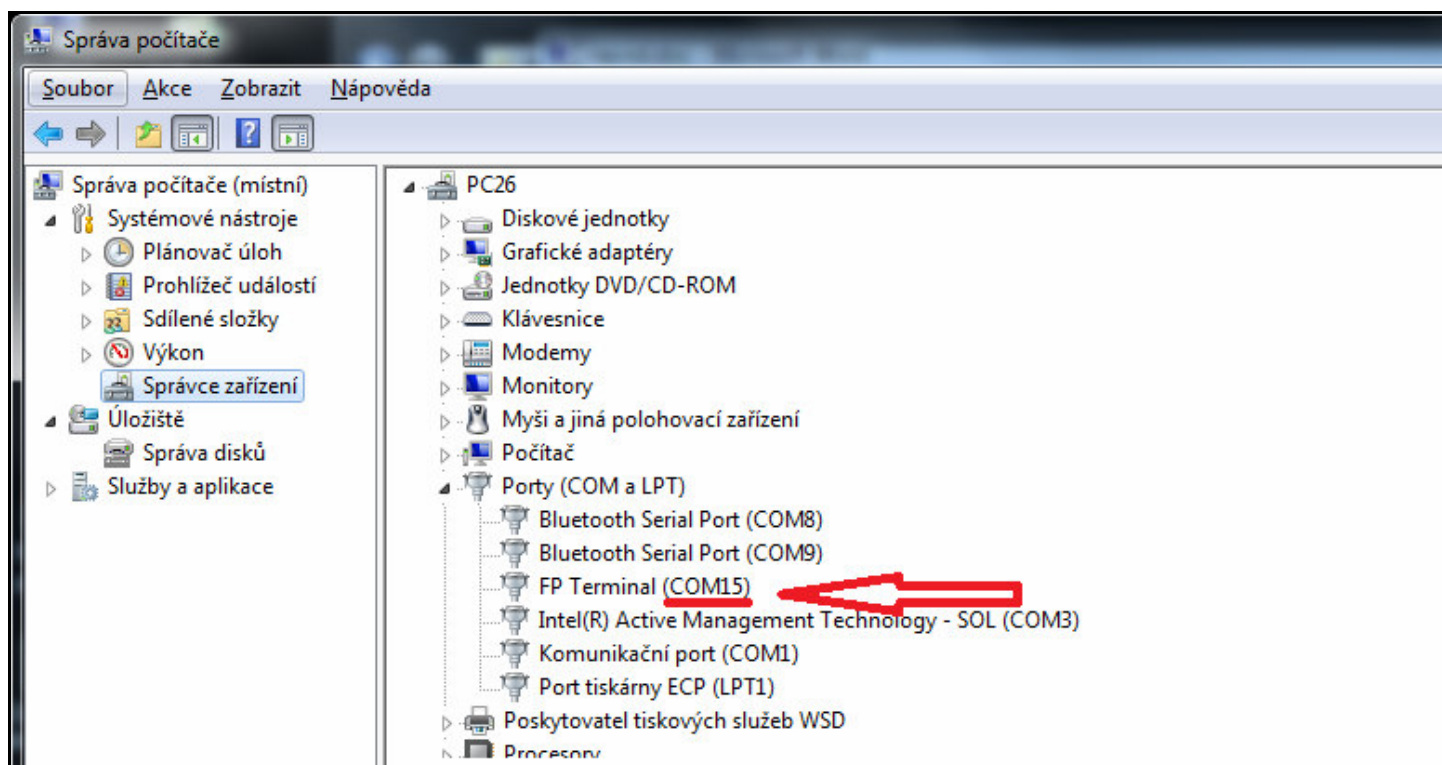 Správa počítače
Soubor Akce Zobrazit Nápověda
Správa počítače (místní)
Systémové nástroje
Plánovač úloh
Prohlížeč událostí
Sdílené složky
Výkon
Správce zařízení
Úložiště
Správa disků
Služby a aplikace
PC26
Diskové jednotky
Grafické adaptéry
Jednotky DVD/CD-ROM
Klávesnice
Modemy
Monitory
Myši a jiná polohovací zařízení
Počítač
Porty (COM a LPT)
Bluetooth Serial Port (COM8)
Bluetooth Serial Port (COM9)
FP Terminal (COM15)
Intel(R) Active Management Technology - SOL (COM3)
Komunikační port (COM1)
Port tiskárny ECP (LPT1)
Poskytovatel tiskových služeb WSD
Procesory